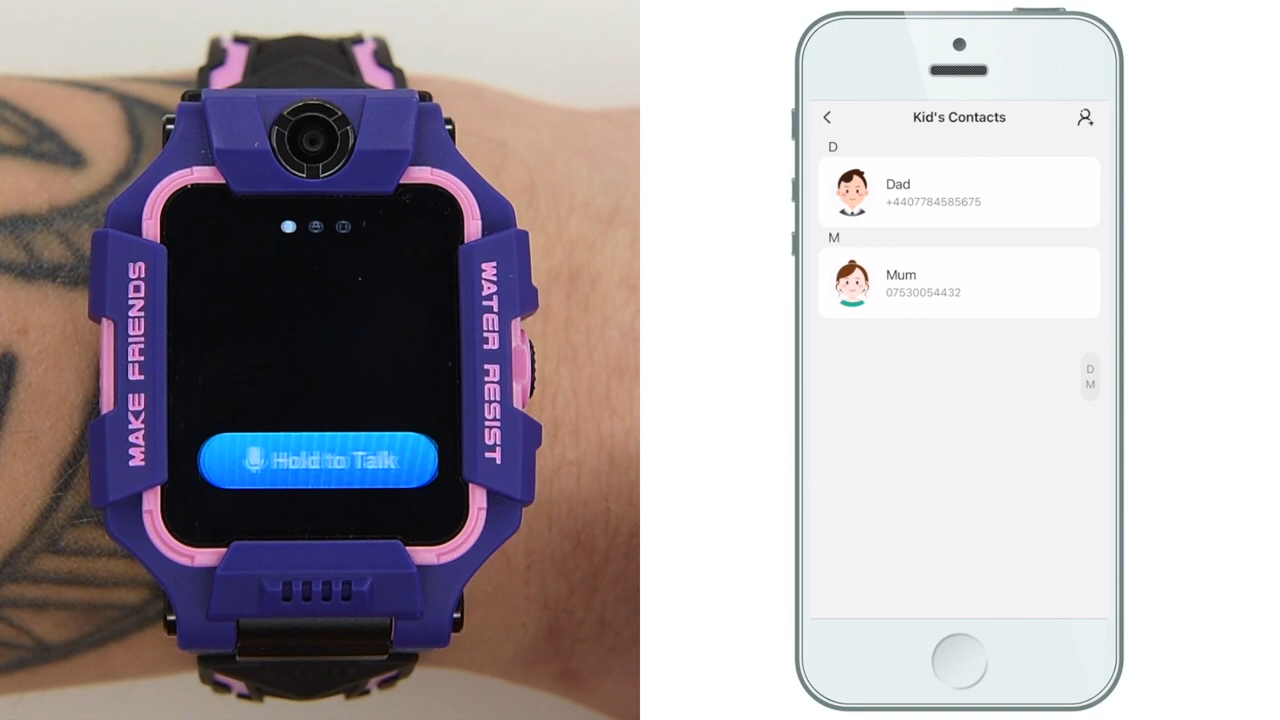 MAKE FRIENDS
WATER RESIST
Hold to Talk
Kid's Contacts
D
Dad
+4407784585675
M
Mum
07530054432
D
M